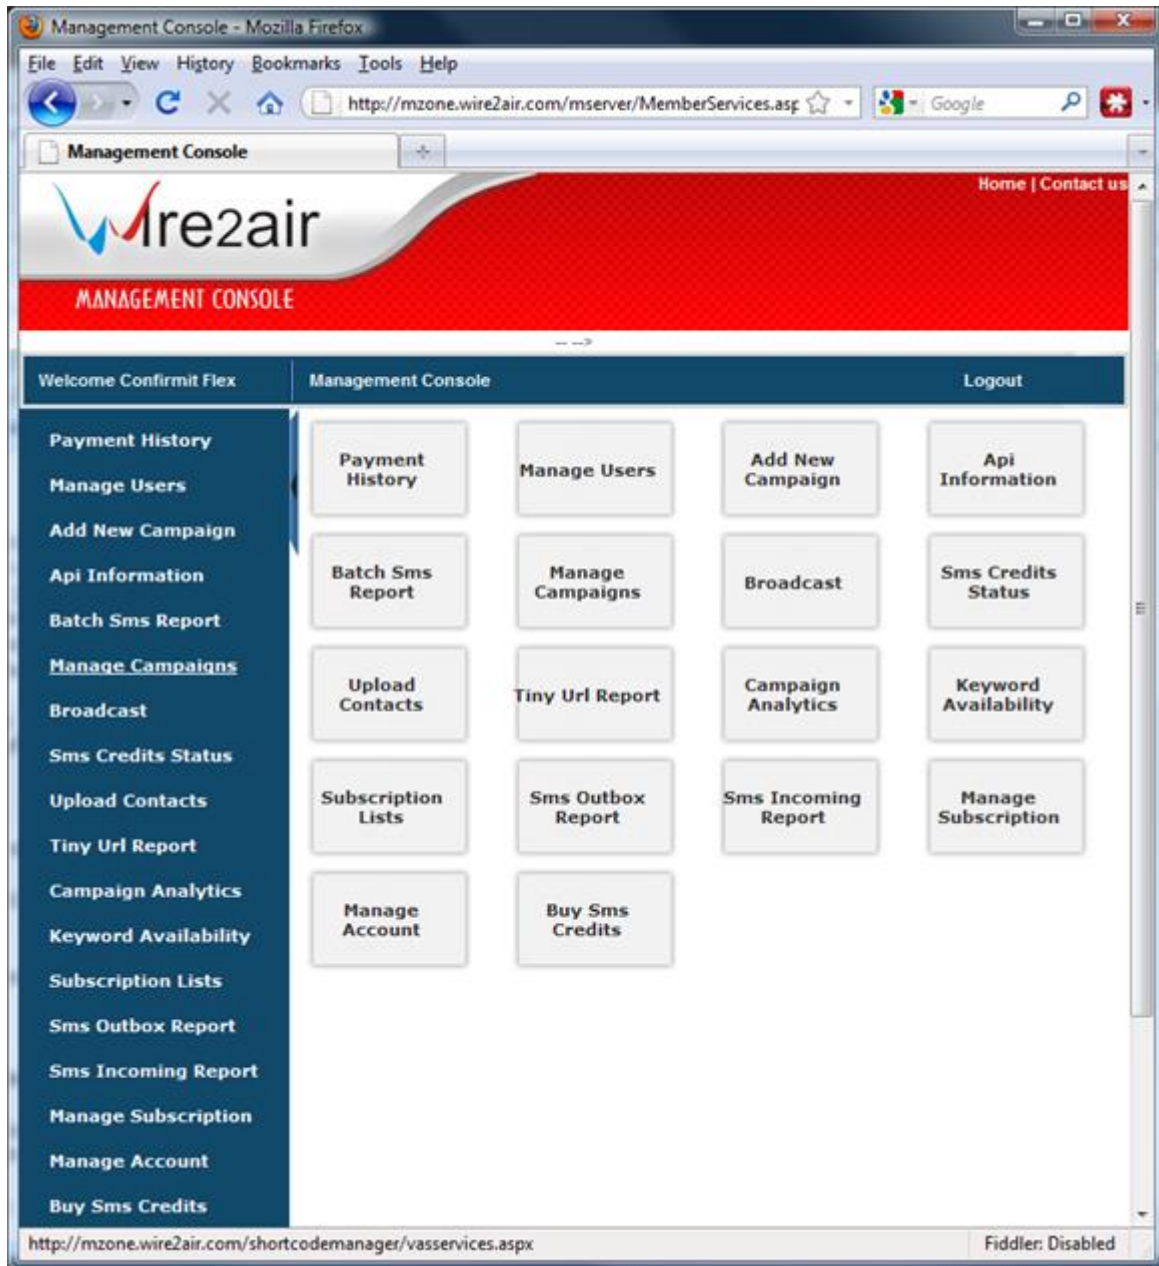 Management Console - Mozilla Firefox
File Edit View History Bookmarks Tools Help
http://mzone.wire2air.com/mserver/MemberServices.asp
Google
Management Console
Home | Contact us
Wire2air
MANAGEMENT CONSOLE
-- -->
Welcome Confirmit Flex
Management Console
Logout
Payment History
Manage Users
Add New Campaign
Api Information
Batch Sms Report
Manage Campaigns
Broadcast
Sms Credits Status
Upload Contacts
Tiny Url Report
Campaign Analytics
Keyword Availability
Subscription Lists
Sms Outbox Report
Sms Incoming Report
Manage Subscription
Manage Account
Buy Sms Credits
Payment
History
Manage Users
Add New
Campaign
Api
Information
Batch Sms
Report
Manage
Campaigns
Broadcast
Sms Credits
Status
Upload
Contacts
Tiny Url Report
Campaign
Analytics
Keyword
Availability
Subscription
Lists
Sms Outbox
Report
Sms Incoming
Report
Manage
Subscription
Manage
Account
Buy Sms
Credits
http://mzone.wire2air.com/shortcodemanager/vasservices.aspx
Fiddler: Disabled